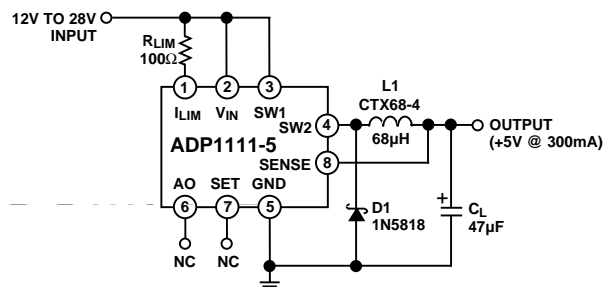 12V TO 28V
INPUT
RLIM
100Ω
1
2
3
ILIM
VIN
SW1
L1
CTX68-4
SW2
4
68µH
OUTPUT
(+5V @ 300mA)
ADP1111-5
SENSE
8
AO
SET
GND
6
7
5
D1
1N5818
+
CL
47µF
NC
NC